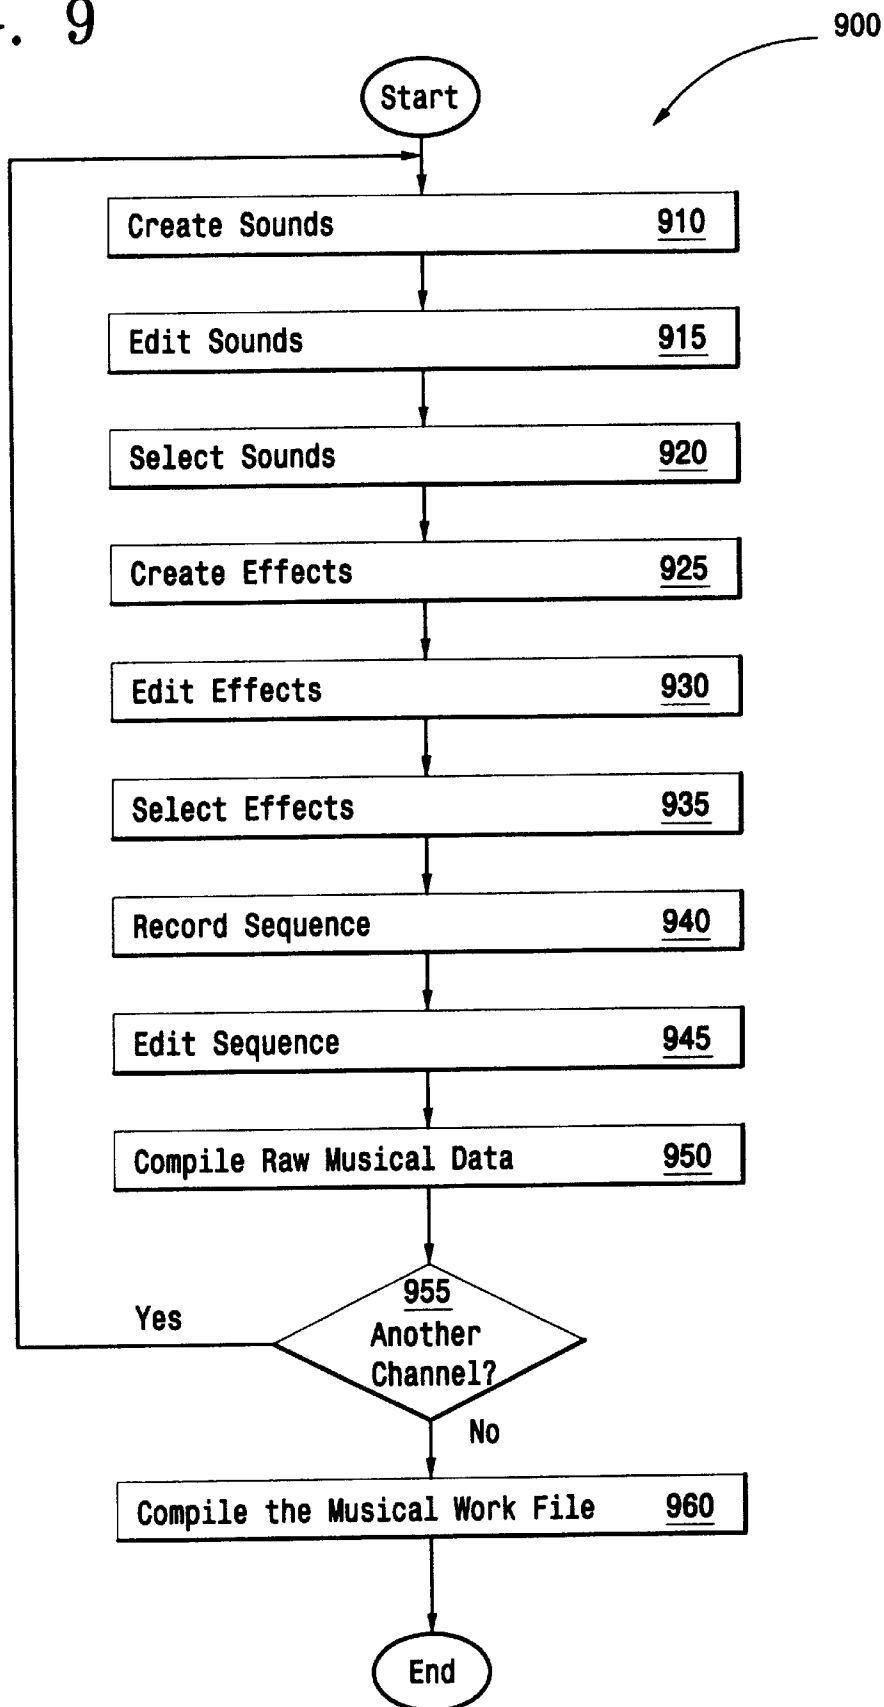 . 9
900
Start
Create Sounds 910
Edit Sounds 915
Select Sounds 920
Create Effects 925
Edit Effects 930
Select Effects 935
Record Sequence 940
Edit Sequence 945
Compile Raw Musical Data 950
955
Another
Channel?
Yes
No
Compile the Musical Work File 960
End